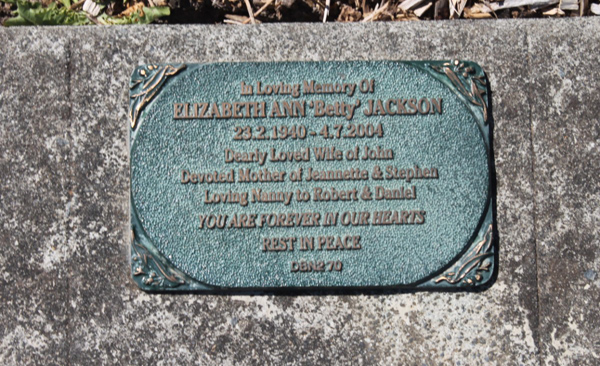 In Loving Memory Of
ELIZABETH ANN 'Betty' JACKSON
23.2.1940 - 4.7.2004
Dearly Loved Wife of John
Devoted Mother of Jeannette & Stephen
Loving Nanny to Robert & Daniel
YOU ARE FOREVER IN OUR HEARTS
REST IN PEACE